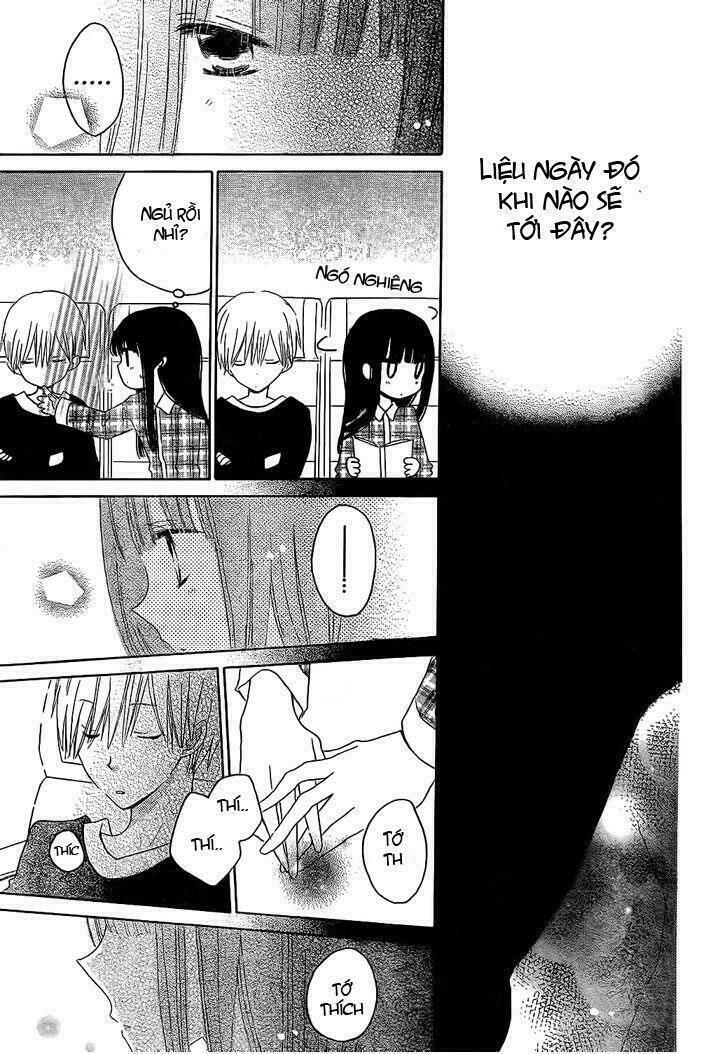 LIỆU NGÀY ĐÓ
KHI NÀO SẼ
TỚI ĐÂY?
.....
NGÓ NGHIÊNG
NGỦ RỒI
NHỈ?
......
TỚ
TH
THÍ..
THÍ..
THÍC
TỚ
THÍCH